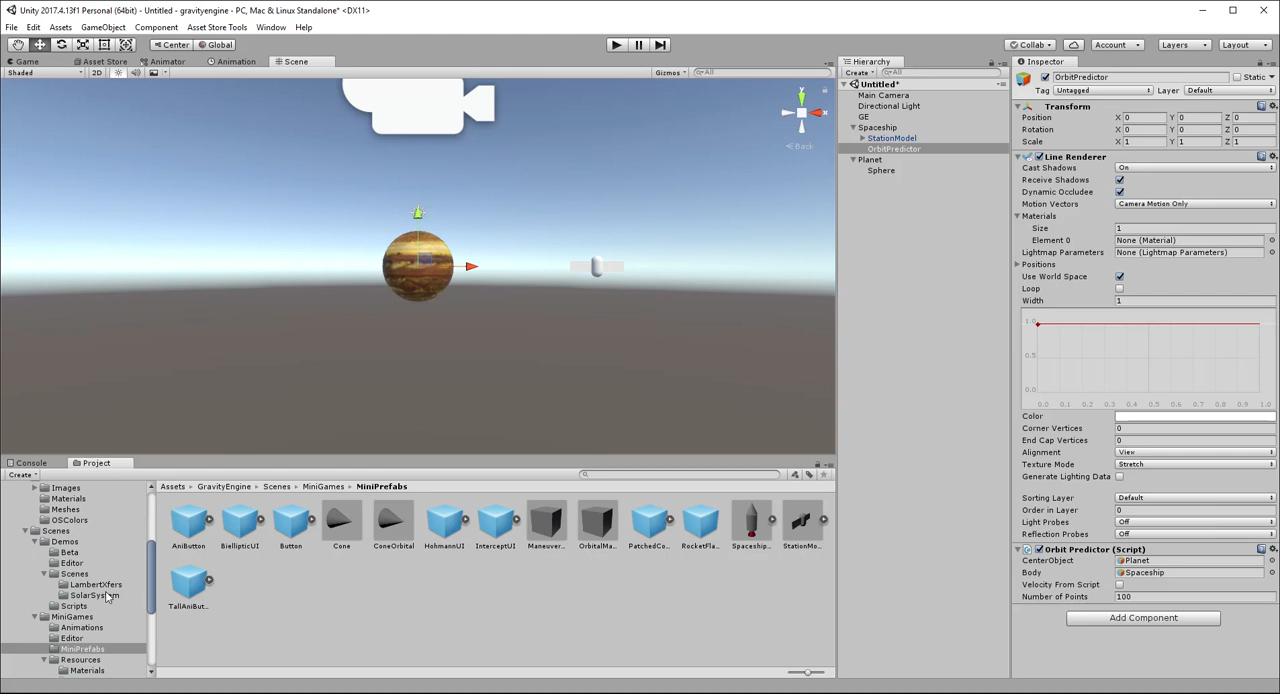 Unity 2017.4.13f1 Personal (64bit) - Untitled - gravityengine - PC, Mac & Linux Standalone* <DX11>
File Edit Assets GameObject Component Asset Store Tools Window Help
Center Global Collab Account Layers Layout
Game Asset Store Animator Animation Scene Hierarchy Inspector
Shaded 2D Gizmos All Create All OrbitPredictor Static
Untitled* Tag Untagged Layer Default
Main Camera
Directional Light
GE
Spaceship
StationModel
OrbitPredictor
Planet
Sphere
y
x
Back
Transform
Position X 0 Y 0 Z 0
Rotation X 0 Y 0 Z 0
Scale X 1 Y 1 Z 1
Line Renderer
Cast Shadows On
Receive Shadows
Dynamic Occludee
Motion Vectors Camera Motion Only
Materials
Size 1
Element 0 None (Material)
Lightmap Parameters None (Lightmap Parameters)
Positions
Use World Space
Loop
Width 1
1.0
0.5
0.0
0.0 0.1 0.2 0.3 0.4 0.5 0.6 0.7 0.8 0.9 1.0
Color
Corner Vertices 0
End Cap Vertices 0
Alignment View
Texture Mode Stretch
Generate Lighting Data
Sorting Layer Default
Order in Layer 0
Light Probes Off
Reflection Probes Off
Orbit Predictor (Script)
CenterObject Planet
Body Spaceship
Velocity From Script
Number of Points 100
Add Component
Console Project
Create
Images
Materials
Meshes
OSColors
Scenes
Demos
Beta
Editor
Scenes
LambertXfers
SolarSystem
Scripts
MiniGames
Animations
Editor
MiniPrefabs
Resources
Materials
Assets GravityEngine Scenes MiniGames MiniPrefabs
AniButton BiellipticUI Button Cone ConeOrbital HohmannUI InterceptUI Maneuver... OrbitalMa... PatchedCo... RocketFla... Spaceship... StationMo...
TallAniBut...